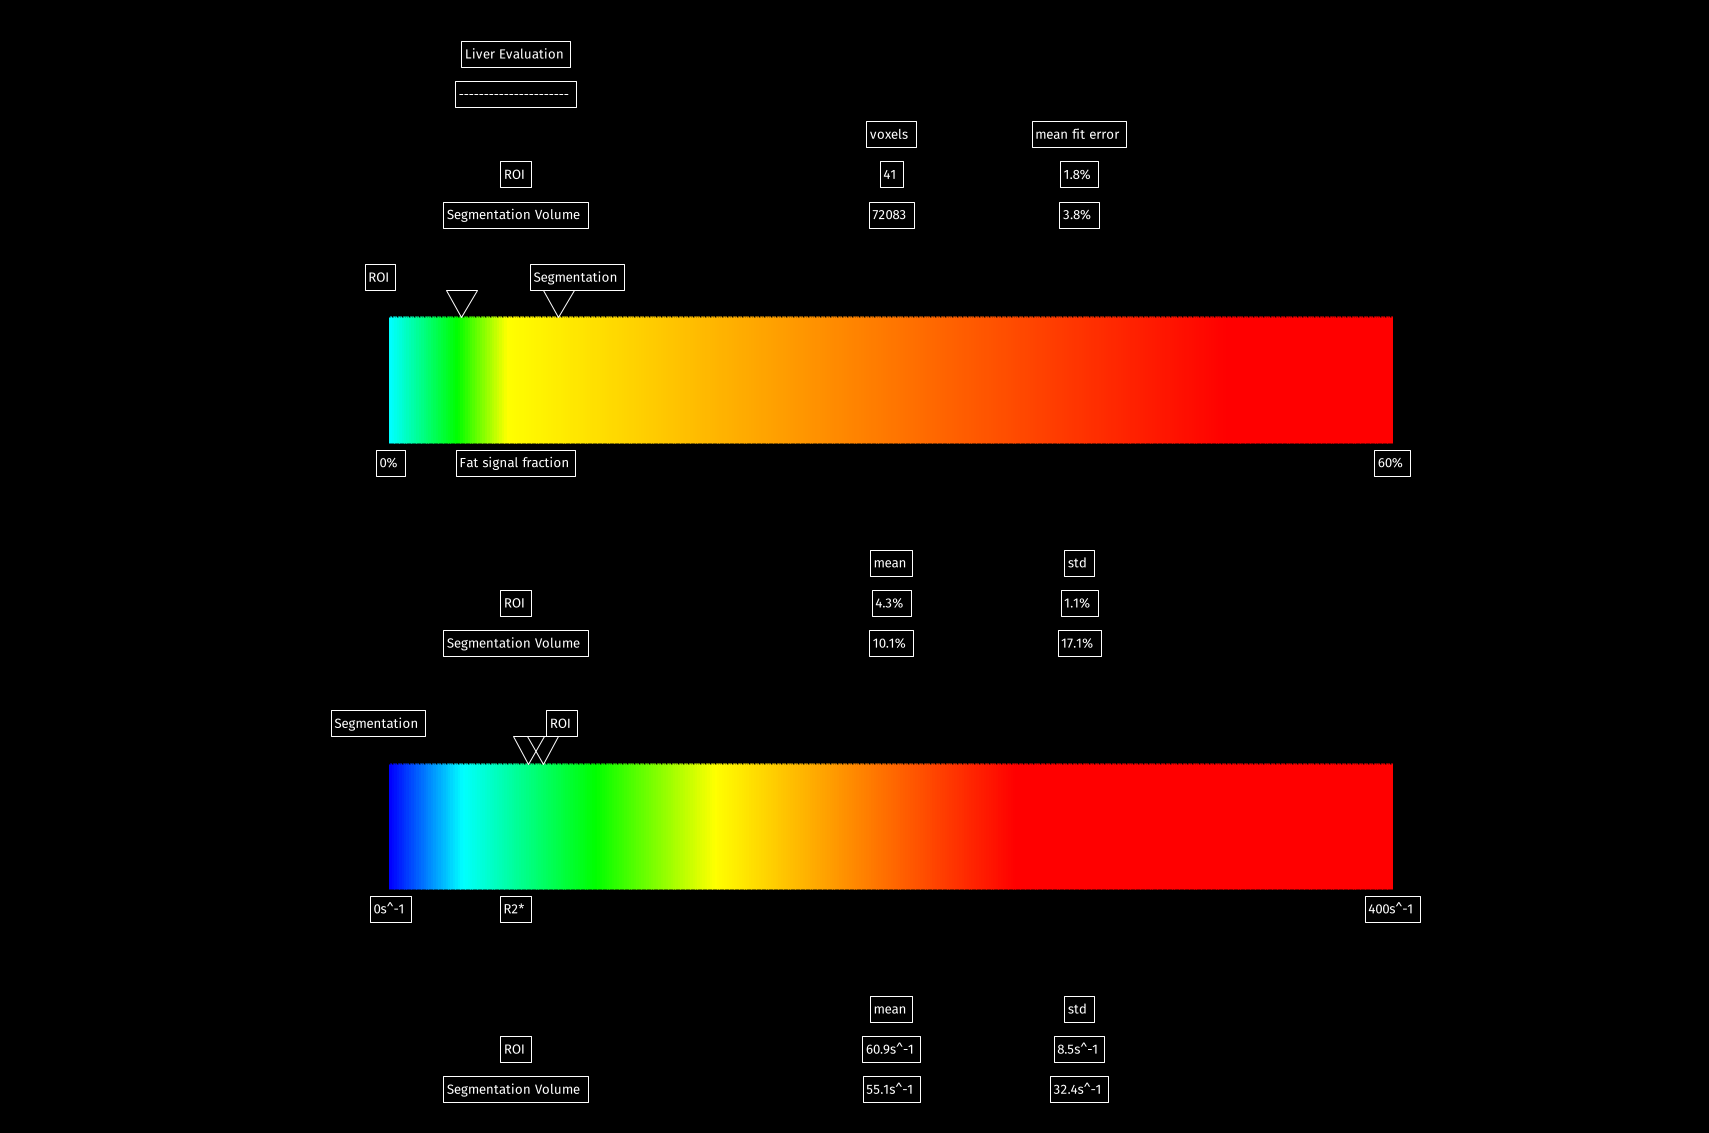 Liver Evaluation
----------------------
voxels mean fit error
ROI 41 1.8%
Segmentation Volume 72083 3.8%
ROI Segmentation
0% Fat signal fraction 60%
mean std
ROI 4.3% 1.1%
Segmentation Volume 10.1% 17.1%
Segmentation ROI
0s^-1 R2* 400s^-1
mean std
ROI 60.9s^-1 8.5s^-1
Segmentation Volume 55.1s^-1 32.4s^-1